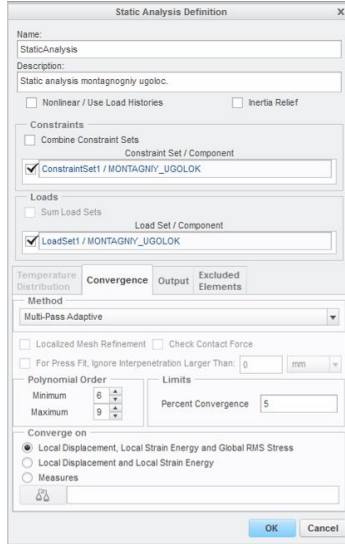 Static Analysis Definition x
Name:
StaticAnalysis
Description:
Static analysis montagnogniy ugoloc.
Nonlinear / Use Load Histories Inertia Relief
Constraints
Combine Constraint Sets
Constraint Set / Component
ConstraintSet1 / MONTAGNIY_UGOLOK
Loads
Sum Load Sets
Load Set / Component
LoadSet1 / MONTAGNIY_UGOLOK
Temperature Distribution Convergence Output Excluded Elements
Method
Multi-Pass Adaptive
Localized Mesh Refinement Check Contact Force
For Press Fit, Ignore Interpenetration Larger Than: 0 mm
Polynomial Order Limits
Minimum 6
Maximum 9
Percent Convergence 5
Converge on
Local Displacement, Local Strain Energy and Global RMS Stress
Local Displacement and Local Strain Energy
Measures
OK Cancel